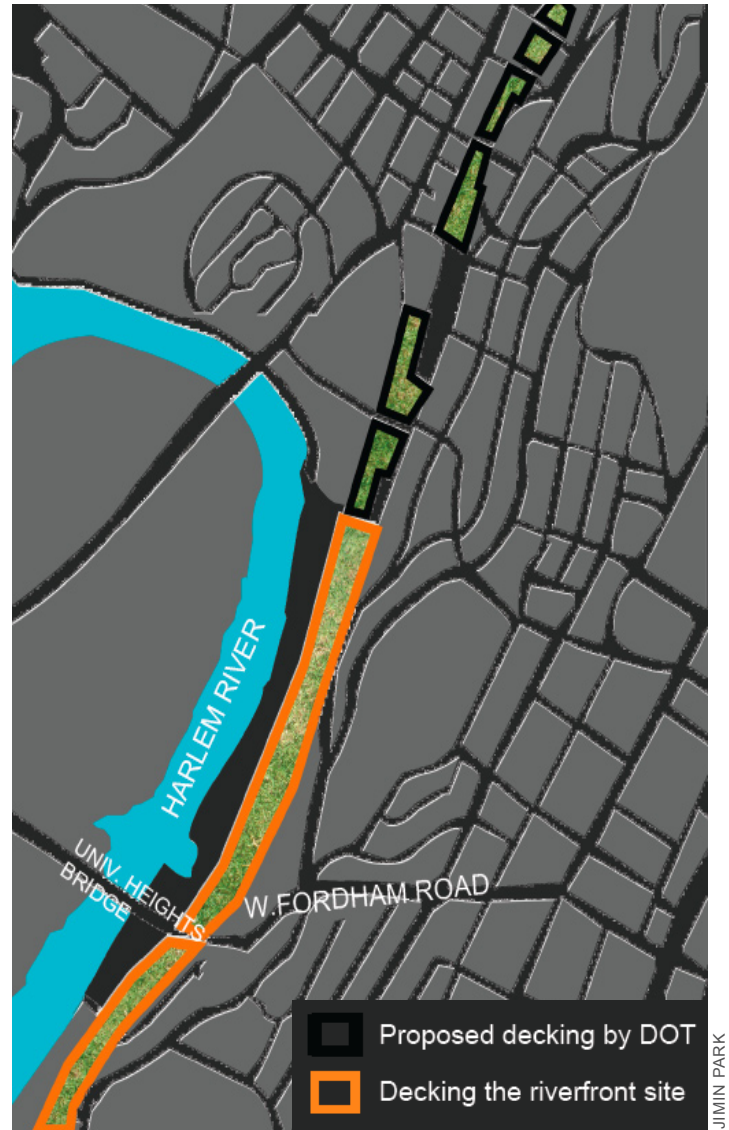 HARLEM RIVER
UNIV. HEIGHTS
BRIDGE
W.FORDHAM ROAD
Proposed decking by DOT
Decking the riverfront site
JIMIN PARK